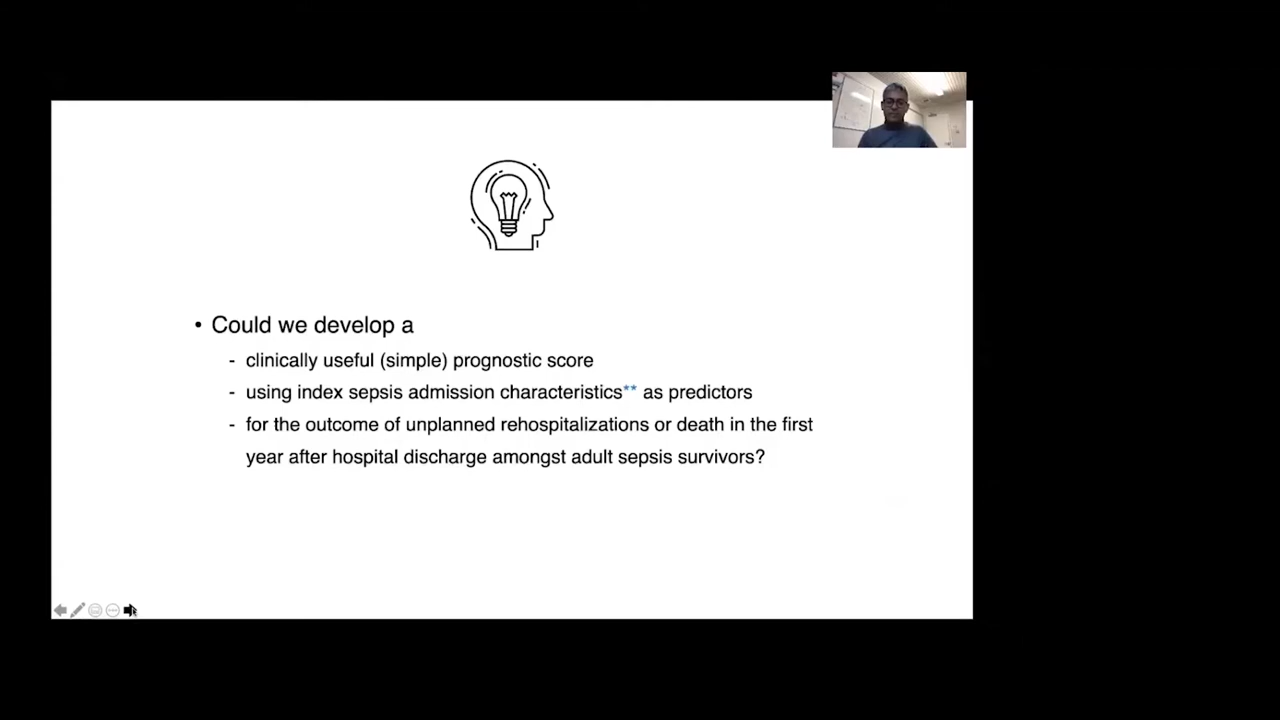 • Could we develop a
- clinically useful (simple) prognostic score
- using index sepsis admission characteristics** as predictors
- for the outcome of unplanned rehospitalizations or death in the first
year after hospital discharge amongst adult sepsis survivors?